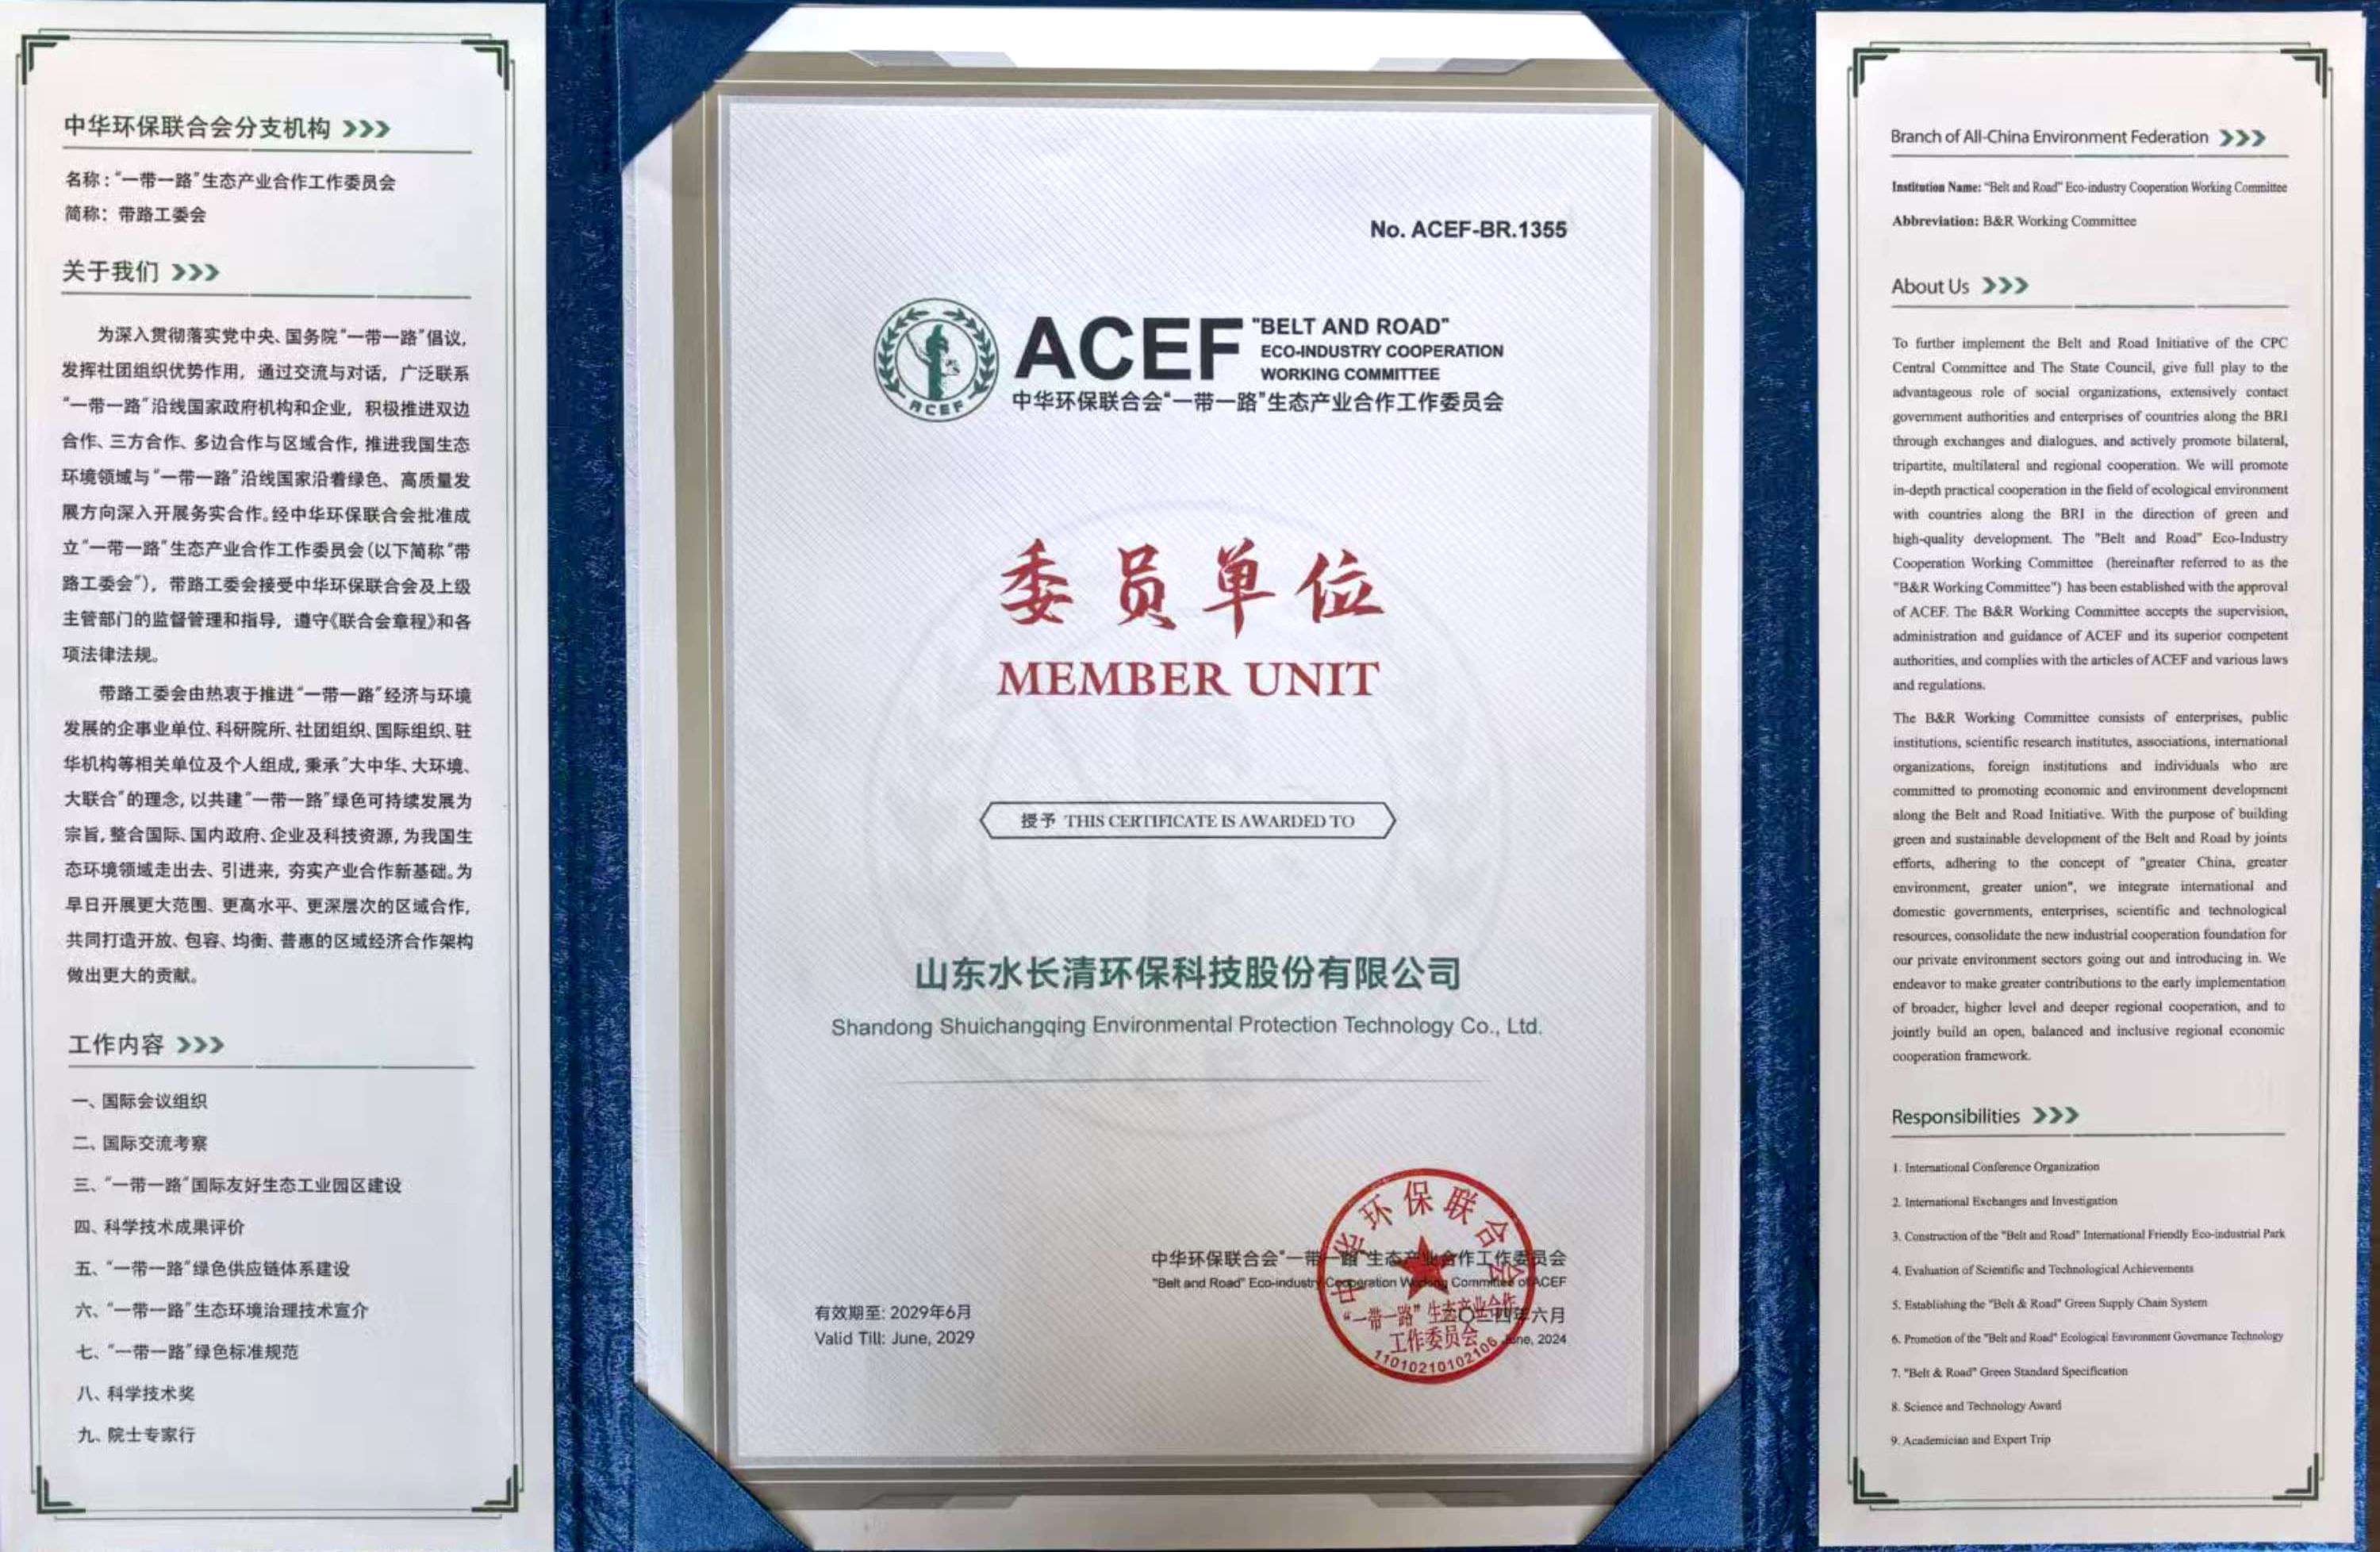 中华环保联合会分支机构
名称："一带一路"生态产业合作工作委员会
简称：带路工委会
关于我们
为深入贯彻落实党中央、国务院"一带一路"倡议，
发挥社团组织优势作用，通过交流与对话，广泛联系
"一带一路"沿线国家政府机构和企业，积极推进双边
合作、三方合作、多边合作与区域合作，推进我国生态
环境领域与"一带一路"沿线国家沿着绿色、高质量发
展方向深入开展务实合作。经中华环保联合会批准成
立"一带一路"生态产业合作工作委员会（以下简称"带
路工委会"），带路工委会接受中华环保联合会及上级
主管部门的监督管理和指导，遵守《联合会章程》和各
项法律法规。
带路工委会由热衷于推进"一带一路"经济与环境
发展的企事业单位、科研院所、社团组织、国际组织、驻
华机构等相关单位及个人组成，秉承"大中华、大环境、
大联合"的理念，以共建"一带一路"绿色可持续发展为
宗旨，整合国际、国内政府、企业及科技资源，为我国生
态环境领域走出去、引进来，夯实产业合作新基础。为
早日开展更大范围、更高水平、更深层次的区域合作，
共同打造开放、包容、均衡、普惠的区域经济合作架构
做出更大的贡献。
工作内容
一、国际会议组织
二、国际交流考察
三、"一带一路"国际友好生态工业园区建设
四、科学技术成果评价
五、"一带一路"绿色供应链体系建设
六、"一带一路"生态环境治理技术宣介
七、"一带一路"绿色标准规范
八、科学技术奖
九、院士专家行
No. ACEF-BR.1355
ACEF
ACEF
"BELT AND ROAD"
ECO-INDUSTRY COOPERATION
WORKING COMMITTEE
中华环保联合会"一带一路"生态产业合作工作委员会
委员单位
MEMBER UNIT
授予 THIS CERTIFICATE IS AWARDED TO
山东水长清环保科技股份有限公司
Shandong Shuichangqing Environmental Protection Technology Co., Ltd.
中华环保联合会"一带一路"生态产业合作工作委员会
"Belt and Road" Eco-industry Cooperation Working Committee of ACEF
二〇二四年六月
June, 2024
有效期至: 2029年6月
Valid Till: June, 2029
中华环保联合会
"一带一路"生态产业合作
工作委员会
11010210102106
Branch of All-China Environment Federation
Institution Name: "Belt and Road" Eco-industry Cooperation Working Committee
Abbreviation: B&R Working Committee
About Us
To further implement the Belt and Road Initiative of the CPC
Central Committee and The State Council, give full play to the
advantageous role of social organizations, extensively contact
government authorities and enterprises of countries along the BRI
through exchanges and dialogues, and actively promote bilateral,
tripartite, multilateral and regional cooperation. We will promote
in-depth practical cooperation in the field of ecological environment
with countries along the BRI in the direction of green and
high-quality development. The "Belt and Road" Eco-Industry
Cooperation Working Committee (hereinafter referred to as the
"B&R Working Committee") has been established with the approval
of ACEF. The B&R Working Committee accepts the supervision,
administration and guidance of ACEF and its superior competent
authorities, and complies with the articles of ACEF and various laws
and regulations.
The B&R Working Committee consists of enterprises, public
institutions, scientific research institutes, associations, international
organizations, foreign institutions and individuals who are
committed to promoting economic and environment development
along the Belt and Road Initiative. With the purpose of building
green and sustainable development of the Belt and Road by joints
efforts, adhering to the concept of "greater China, greater
environment, greater union", we integrate international and
domestic governments, enterprises, scientific and technological
resources, consolidate the new industrial cooperation foundation for
our private environment sectors going out and introducing in. We
endeavor to make greater contributions to the early implementation
of broader, higher level and deeper regional cooperation, and to
jointly build an open, balanced and inclusive regional economic
cooperation framework.
Responsibilities
1. International Conference Organization
2. International Exchanges and Investigation
3. Construction of the "Belt and Road" International Friendly Eco-industrial Park
4. Evaluation of Scientific and Technological Achievements
5. Establishing the "Belt & Road" Green Supply Chain System
6. Promotion of the "Belt and Road" Ecological Environment Governance Technology
7. "Belt & Road" Green Standard Specification
8. Science and Technology Award
9. Academician and Expert Trip